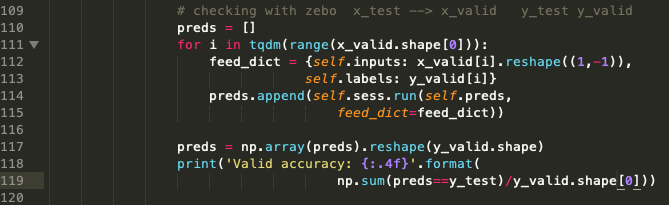 109 # checking with zebo  x_test --> x_valid   y_test y_valid
110 preds = []
111 for i in tqdm(range(x_valid.shape[0])):
112     feed_dict = {self.inputs: x_valid[i].reshape((1,-1)),
113                 self.labels: y_valid[i]}
114     preds.append(self.sess.run(self.preds,
115                     feed_dict=feed_dict))
116
117 preds = np.array(preds).reshape(y_valid.shape)
118 print('Valid accuracy: {:.4f}'.format(
119                     np.sum(preds==y_test)/y_valid.shape[0]))
120